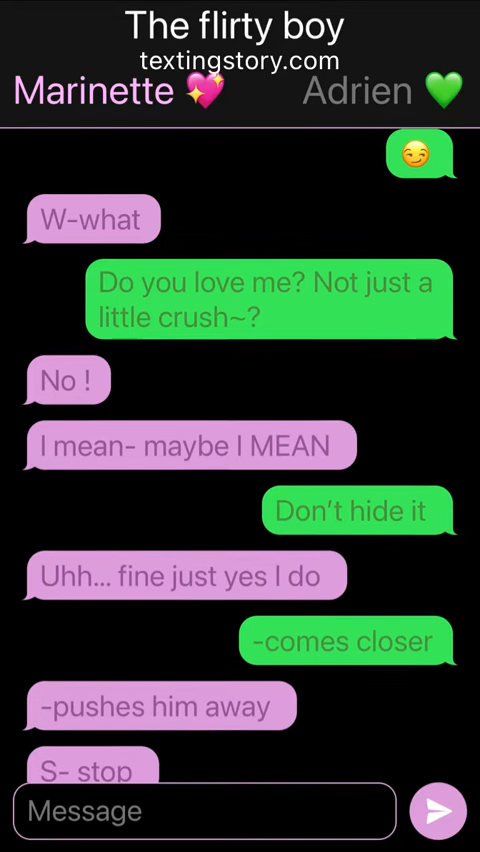 The flirty boy
textingstory.com
Marinette 💖 Adrien 💚
😏
W-what
Do you love me? Not just a
little crush~?
No !
I mean- maybe I MEAN
Don’t hide it
Uhh... fine just yes I do
-comes closer
-pushes him away
S- stop
Message